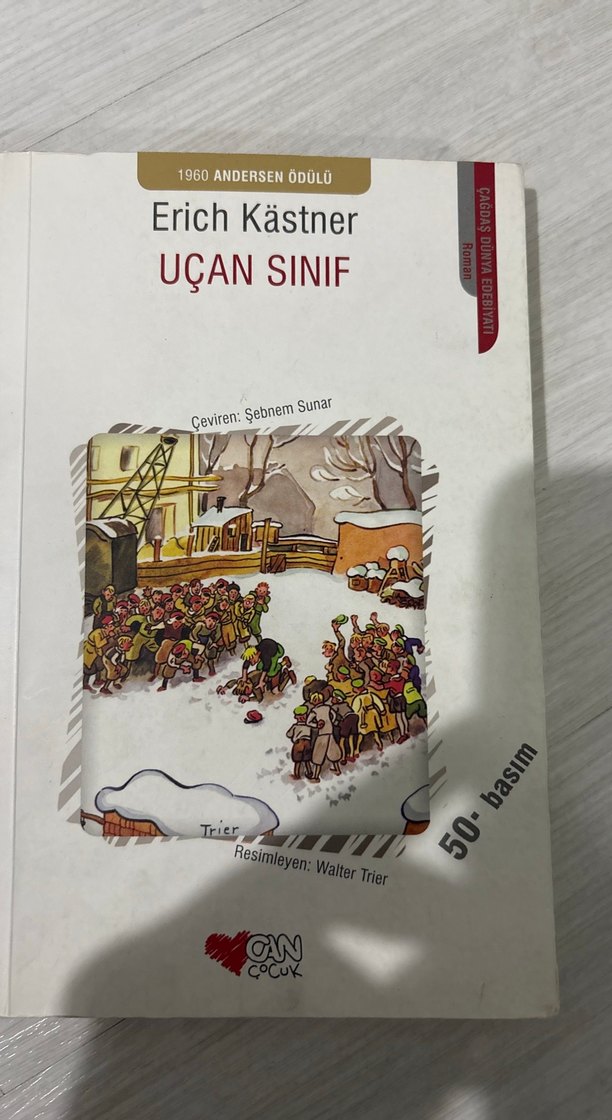 1960 ANDERSEN ÖDÜLÜ
Erich Kästner
UÇAN SINIF
ÇAĞDAŞ DÜNYA EDEBİYATI
Roman
Çeviren: Şebnem Sunar
Trier
Resimleyen: Walter Trier
50. basım
CAN
ÇOCUK